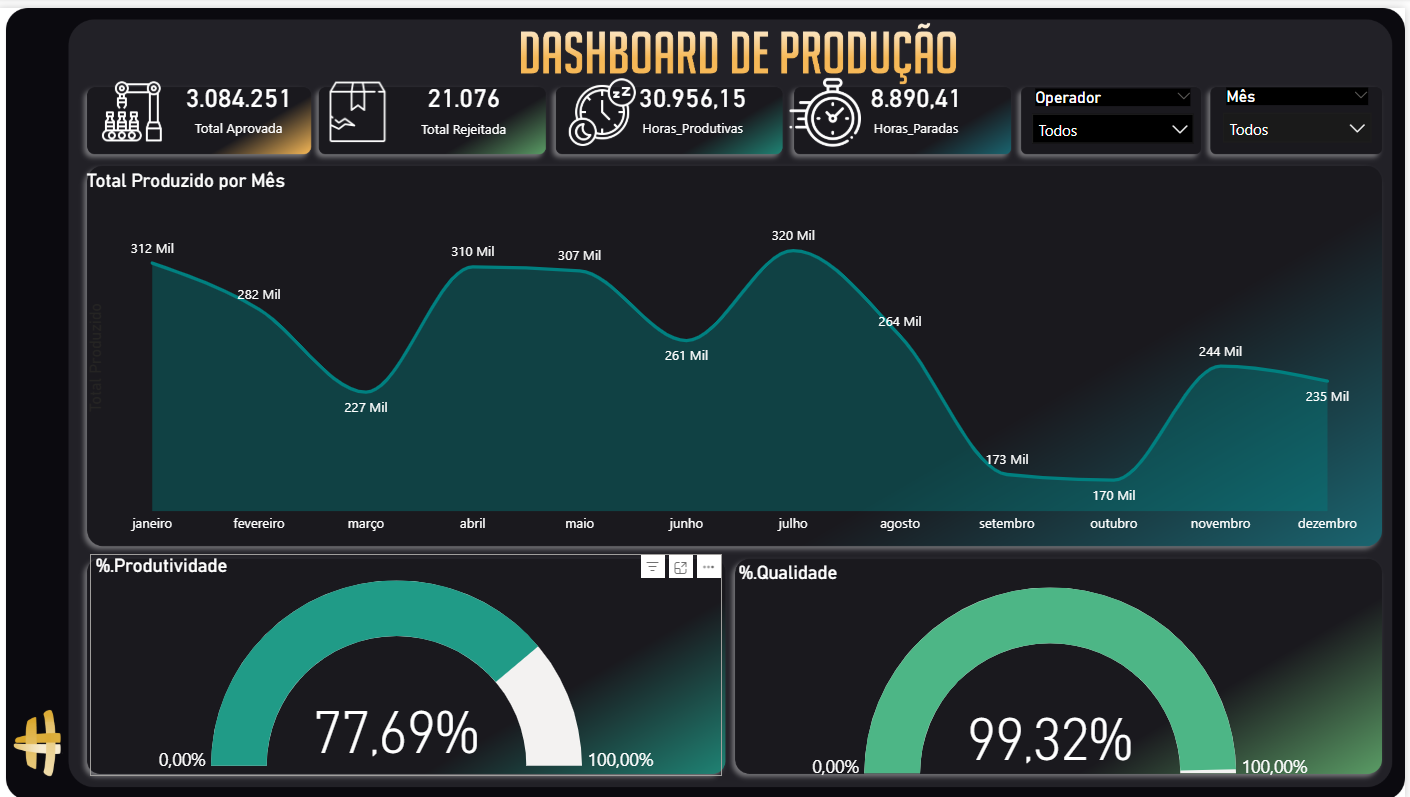 DASHBOARD DE PRODUÇÃO
3.084.251
Total Aprovada
21.076
Total Rejeitada
zz
30.956,15
Horas_Produtivas
8.890,41
Horas_Paradas
Operador
Todos
Mês
Todos
Total Produzido por Mês
Total Produzido
312 Mil
282 Mil
227 Mil
310 Mil
307 Mil
261 Mil
320 Mil
264 Mil
173 Mil
170 Mil
244 Mil
235 Mil
janeiro
fevereiro
março
abril
maio
junho
julho
agosto
setembro
outubro
novembro
dezembro
%.Produtividade
77,69%
0,00%
100,00%
%.Qualidade
99,32%
0,00%
100,00%